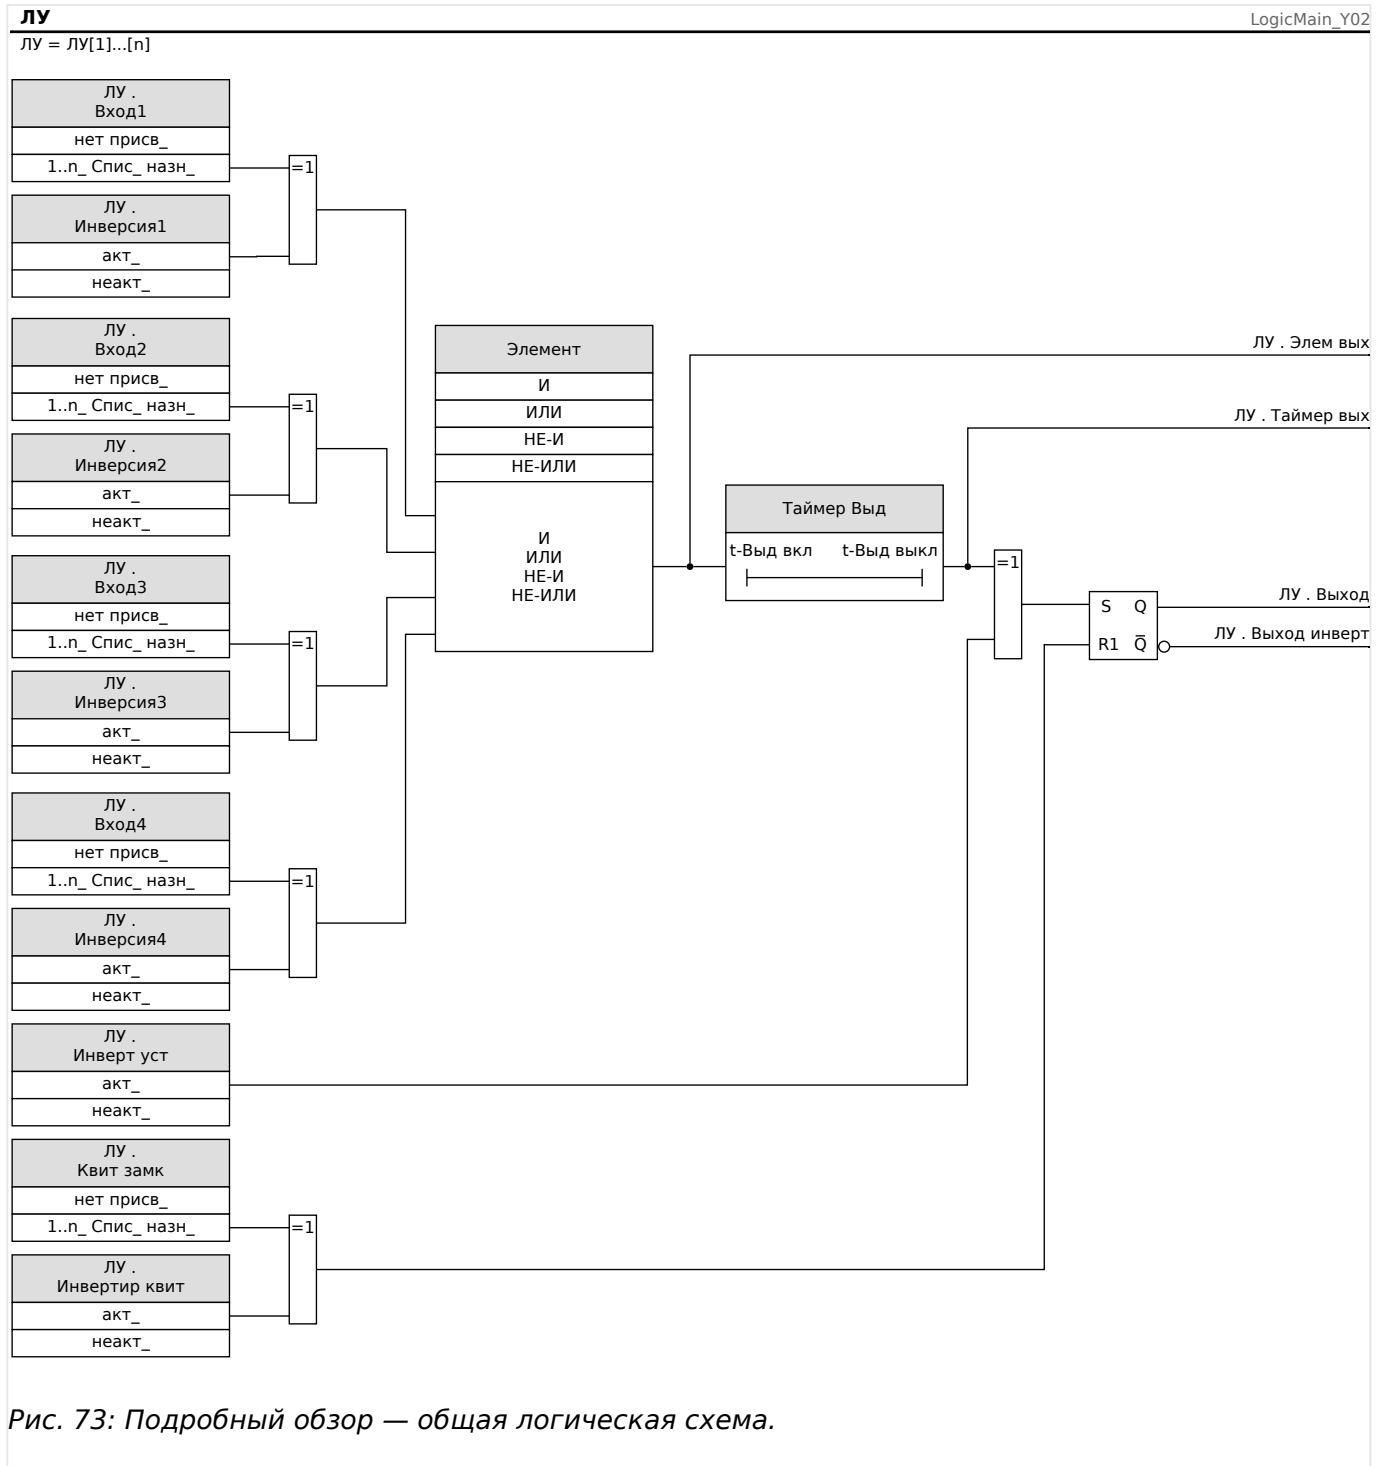 ЛУ
LogicMain_Y02
ЛУ = ЛУ[1]...[n]
ЛУ .
Вход1
нет присв_
1..n_ Спис_ назн_
=1
ЛУ .
Инверсия1
акт_
неакт_
ЛУ .
Вход2
нет присв_
1..n_ Спис_ назн_
=1
ЛУ .
Инверсия2
акт_
неакт_
ЛУ .
Вход3
нет присв_
1..n_ Спис_ назн_
=1
ЛУ .
Инверсия3
акт_
неакт_
ЛУ .
Вход4
нет присв_
1..n_ Спис_ назн_
=1
ЛУ .
Инверсия4
акт_
неакт_
ЛУ .
Инверт уст
акт_
неакт_
ЛУ .
Квит замк
нет присв_
1..n_ Спис_ назн_
=1
ЛУ .
Инвертир квит
акт_
неакт_
Элемент
И
ИЛИ
НЕ-И
НЕ-ИЛИ
И
ИЛИ
НЕ-И
НЕ-ИЛИ
Таймер Выд
t-Выд вкл t-Выд выкл
=1
S Q
R1 Q̅
ЛУ . Элем вых
ЛУ . Таймер вых
ЛУ . Выход
ЛУ . Выход инверт
Рис. 73: Подробный обзор — общая логическая схема.